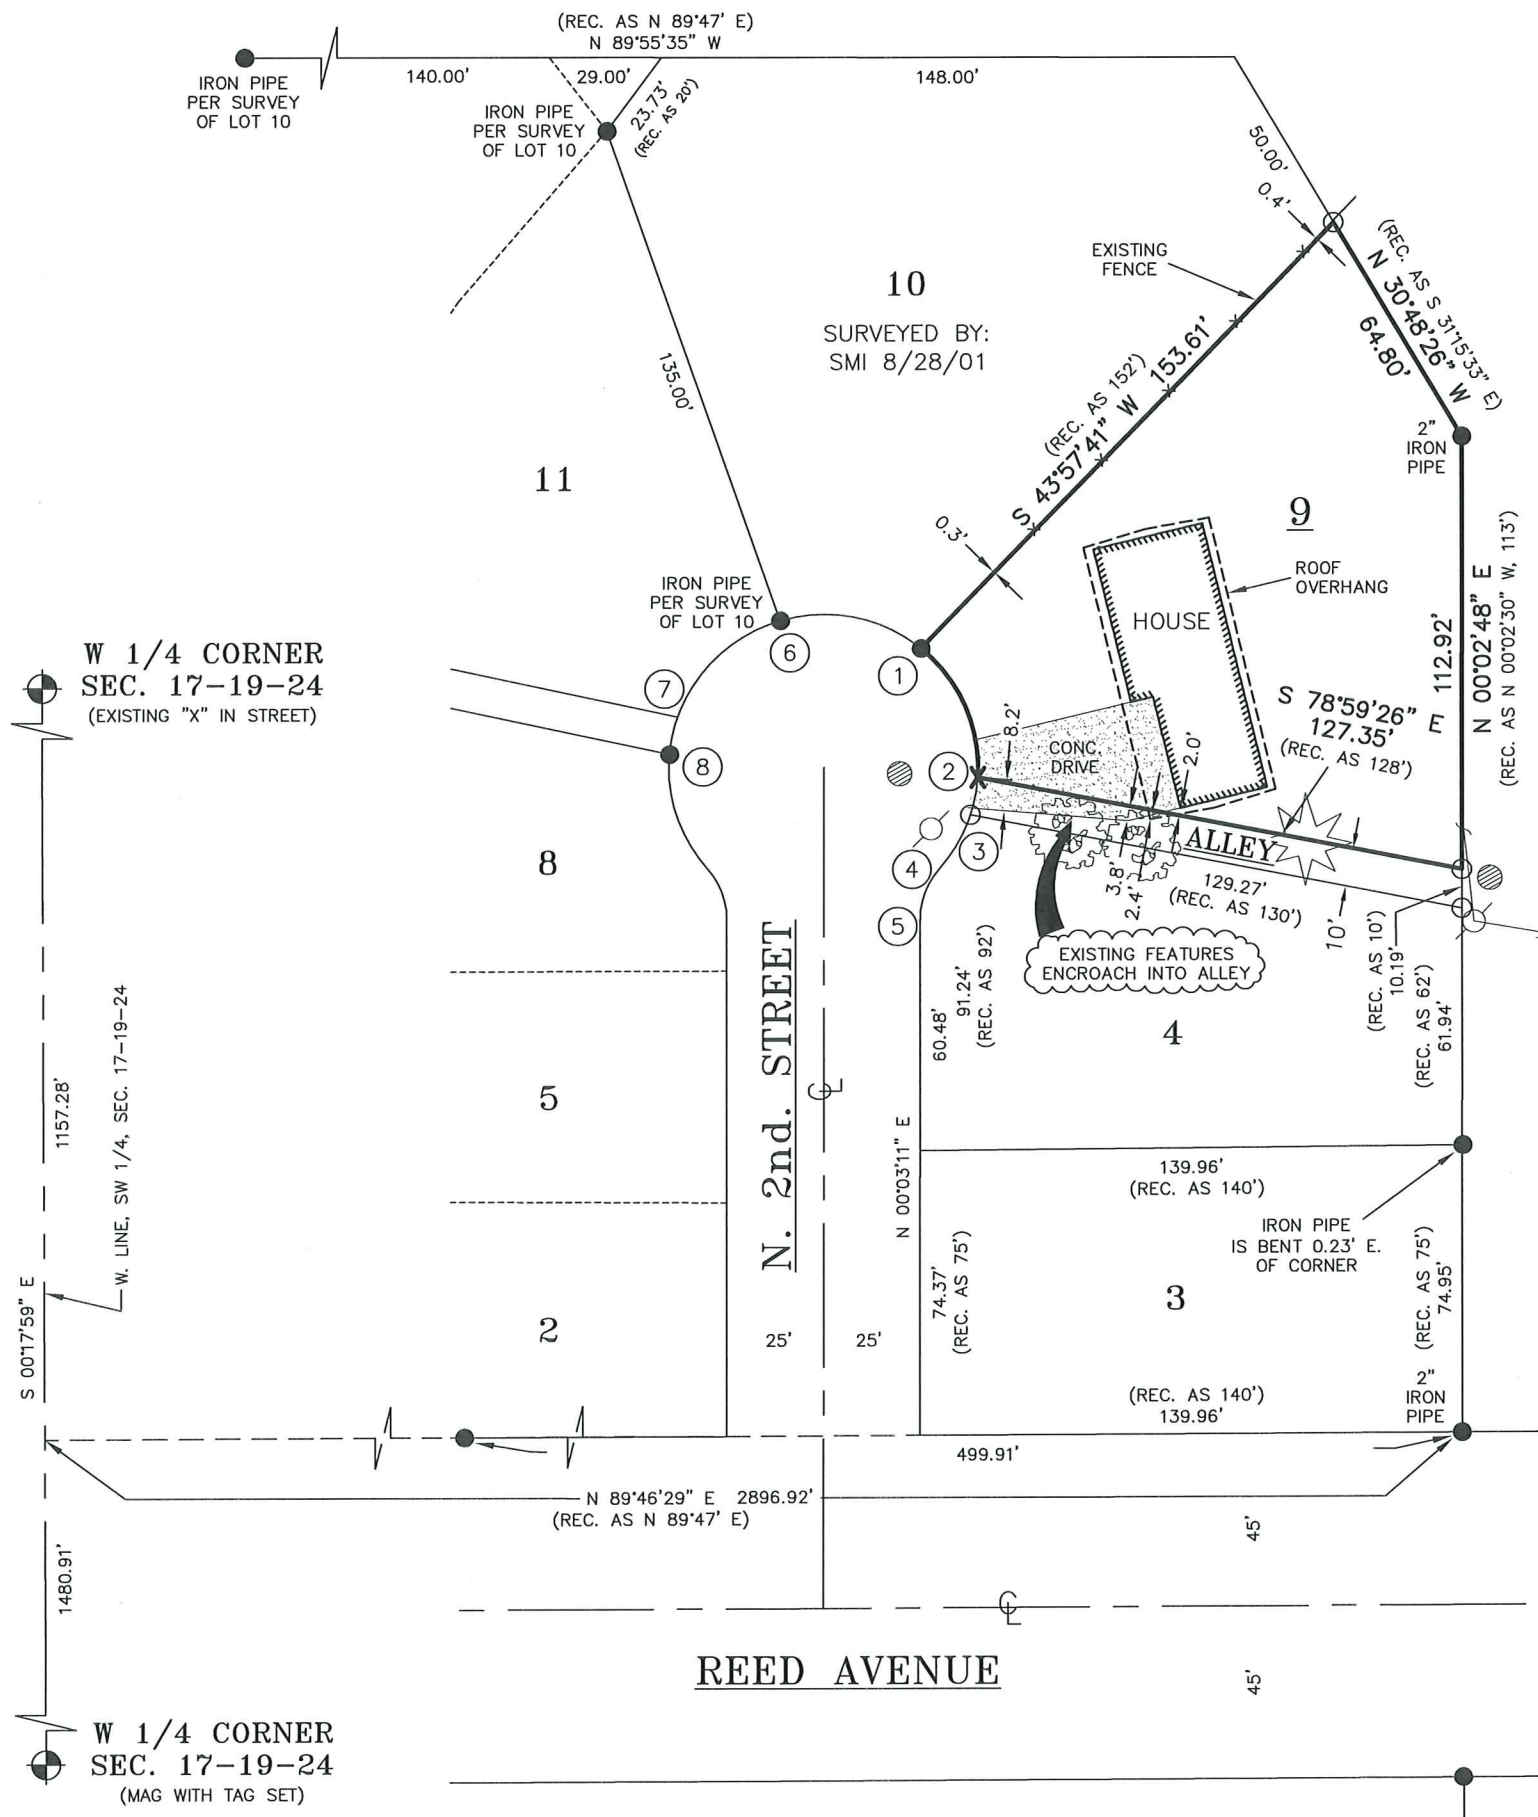 (REC. AS N 89°47' E)
N 89°55'35" W
140.00'
29.00'
148.00'
IRON PIPE
PER SURVEY
OF LOT 10
IRON PIPE
PER SURVEY
OF LOT 10
23.73'
(REC. AS 20')
50.00'
0.4'
(REC. AS S 31°15'33" E)
N 30°48'26" W
64.80'
EXISTING
FENCE
10
SURVEYED BY:
SMI 8/28/01
135.00'
(REC. AS 152')
S 43°57'41" W 153.61'
2"
IRON
PIPE
11
0.3'
9
ROOF
OVERHANG
HOUSE
112.92'
N 00°02'48" E
(REC. AS N 00°02'30" W, 113')
IRON PIPE
PER SURVEY
OF LOT 10
W 1/4 CORNER
SEC. 17-19-24
(EXISTING "X" IN STREET)
6
1
7
8
2
3
4
5
8.2'
CONC.
DRIVE
2.0'
S 78°59'26" E
127.35'
(REC. AS 128')
ALLEY
3.8'
2.4'
129.27'
(REC. AS 130')
10'
8
EXISTING FEATURES
ENCROACH INTO ALLEY
(REC. AS 10')
10.19'
(REC. AS 62')
61.94'
60.48'
91.24'
(REC. AS 92')
4
N. 2nd. STREET
CL
5
1157.28'
W. LINE, SW 1/4, SEC. 17-19-24
N 00°03'11" E
139.96'
(REC. AS 140')
IRON PIPE
IS BENT 0.23' E.
OF CORNER
S 00°17'59" E
2
25'
25'
74.37'
(REC. AS 75')
3
(REC. AS 75')
74.95'
(REC. AS 140')
139.96'
2"
IRON
PIPE
499.91'
N 89°46'29" E 2896.92'
(REC. AS N 89°47' E)
45'
1480.91'
CL
REED AVENUE
45'
W 1/4 CORNER
SEC. 17-19-24
(MAG WITH TAG SET)